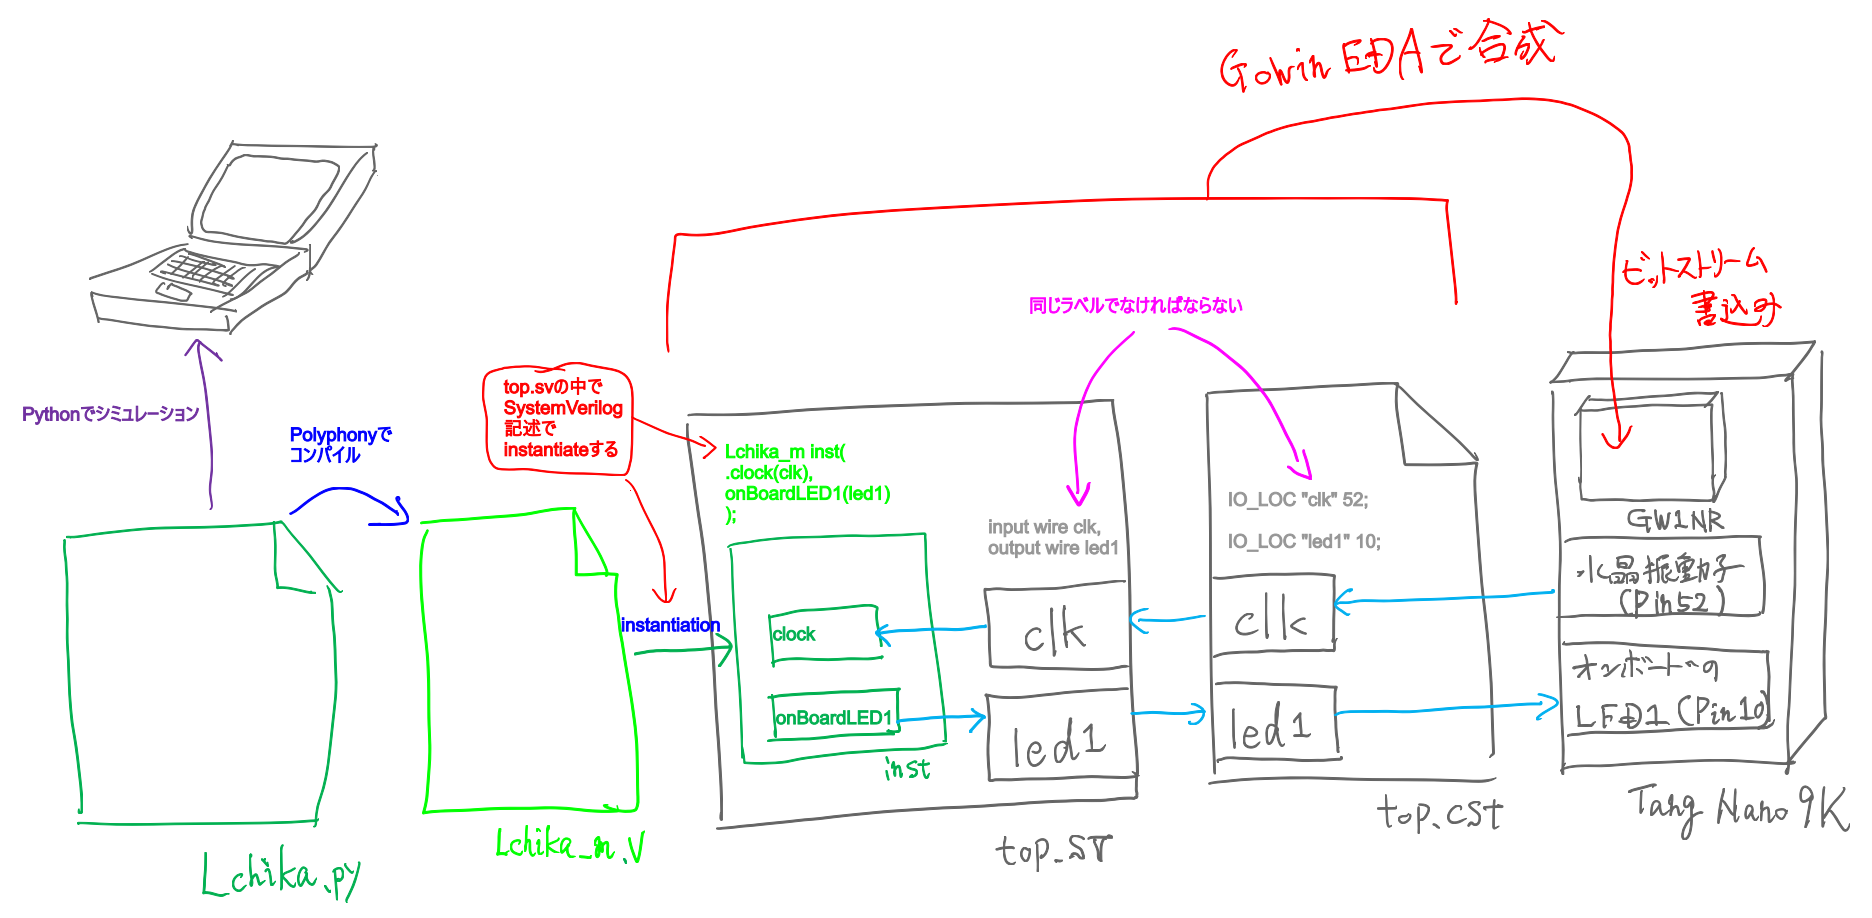 Gowin EDAで合成
ビットストリーム
書込み
同じラベルでなければならない
Pythonでシミュレーション
Polyphonyで
コンパイル
top.svの中で
SystemVerilog
記述で
instantiateする
Lchika_m inst(
.clock(clk),
onBoardLED1(led1)
);
input wire clk,
output wire led1
IO_LOC "clk" 52;
IO_LOC "led1" 10;
GW1NR
水晶振動子
(Pin52)
instantiation
clock
clk
clk
オンボードの
LED1 (Pin10)
onBoardLED1
led1
led1
inst
Lchika.py
Lchika_m.V
top.sv
top.cst
Tang Nano 9K